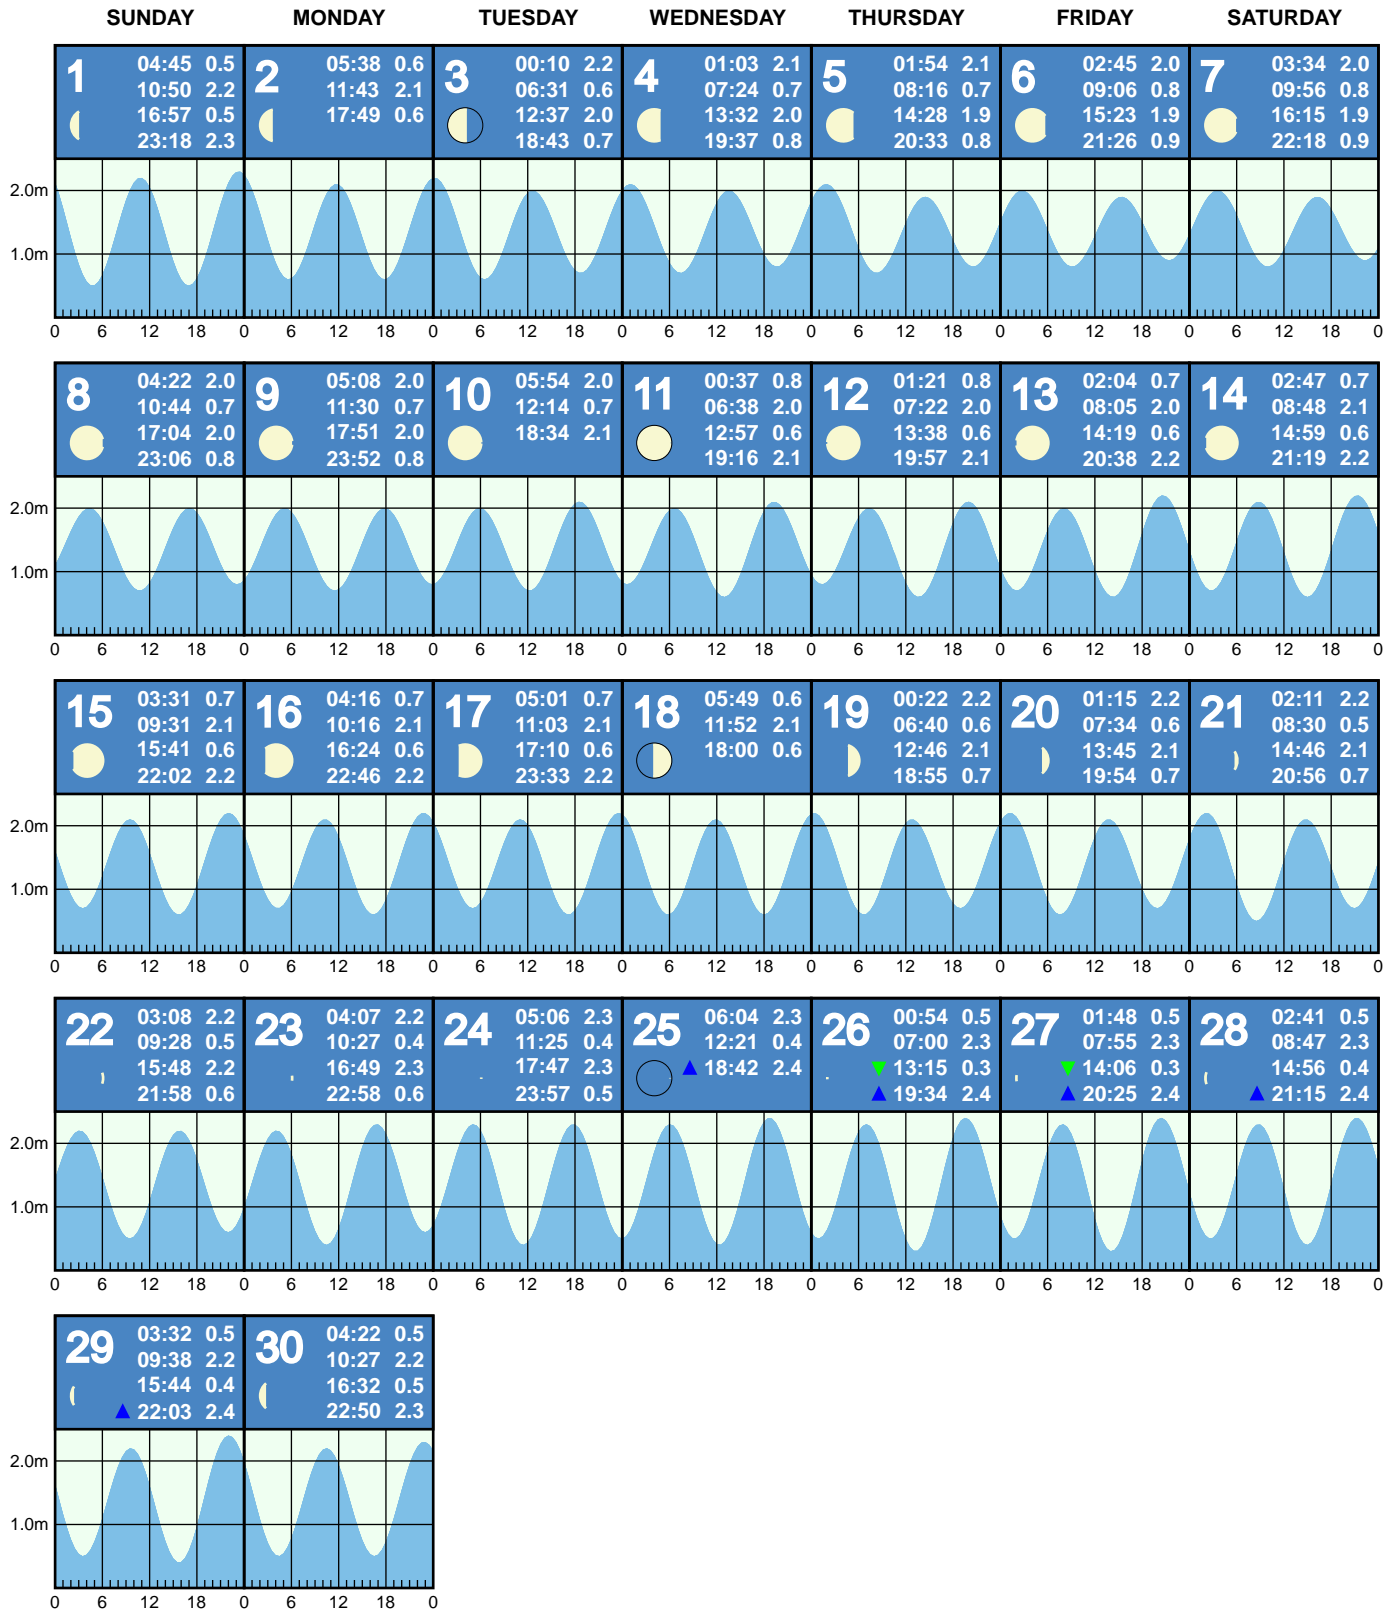 SUNDAY MONDAY TUESDAY WEDNESDAY THURSDAY FRIDAY SATURDAY
1 04:45 0.5
10:50 2.2
16:57 0.5
23:18 2.3
2 05:38 0.6
11:43 2.1
17:49 0.6
3 00:10 2.2
06:31 0.6
12:37 2.0
18:43 0.7
4 01:03 2.1
07:24 0.7
13:32 2.0
19:37 0.8
5 01:54 2.1
08:16 0.7
14:28 1.9
20:33 0.8
6 02:45 2.0
09:06 0.8
15:23 1.9
21:26 0.9
7 03:34 2.0
09:56 0.8
16:15 1.9
22:18 0.9
2.0m
1.0m
0 6 12 18 0 6 12 18 0 6 12 18 0 6 12 18 0 6 12 18 0 6 12 18 0 6 12 18 0
8 04:22 2.0
10:44 0.7
17:04 2.0
23:06 0.8
9 05:08 2.0
11:30 0.7
17:51 2.0
23:52 0.8
10 05:54 2.0
12:14 0.7
18:34 2.1
11 00:37 0.8
06:38 2.0
12:57 0.6
19:16 2.1
12 01:21 0.8
07:22 2.0
13:38 0.6
19:57 2.1
13 02:04 0.7
08:05 2.0
14:19 0.6
20:38 2.2
14 02:47 0.7
08:48 2.1
14:59 0.6
21:19 2.2
2.0m
1.0m
0 6 12 18 0 6 12 18 0 6 12 18 0 6 12 18 0 6 12 18 0 6 12 18 0 6 12 18 0
15 03:31 0.7
09:31 2.1
15:41 0.6
22:02 2.2
16 04:16 0.7
10:16 2.1
16:24 0.6
22:46 2.2
17 05:01 0.7
11:03 2.1
17:10 0.6
23:33 2.2
18 05:49 0.6
11:52 2.1
18:00 0.6
19 00:22 2.2
06:40 0.6
12:46 2.1
18:55 0.7
20 01:15 2.2
07:34 0.6
13:45 2.1
19:54 0.7
21 02:11 2.2
08:30 0.5
14:46 2.1
20:56 0.7
2.0m
1.0m
0 6 12 18 0 6 12 18 0 6 12 18 0 6 12 18 0 6 12 18 0 6 12 18 0 6 12 18 0
22 03:08 2.2
09:28 0.5
15:48 2.2
21:58 0.6
23 04:07 2.2
10:27 0.4
16:49 2.3
22:58 0.6
24 05:06 2.3
11:25 0.4
17:47 2.3
23:57 0.5
25 06:04 2.3
12:21 0.4
18:42 2.4
26 00:54 0.5
07:00 2.3
13:15 0.3
19:34 2.4
27 01:48 0.5
07:55 2.3
14:06 0.3
20:25 2.4
28 02:41 0.5
08:47 2.3
14:56 0.4
21:15 2.4
2.0m
1.0m
0 6 12 18 0 6 12 18 0 6 12 18 0 6 12 18 0 6 12 18 0 6 12 18 0 6 12 18 0
29 03:32 0.5
09:38 2.2
15:44 0.4
22:03 2.4
30 04:22 0.5
10:27 2.2
16:32 0.5
22:50 2.3
2.0m
1.0m
0 6 12 18 0 6 12 18 0